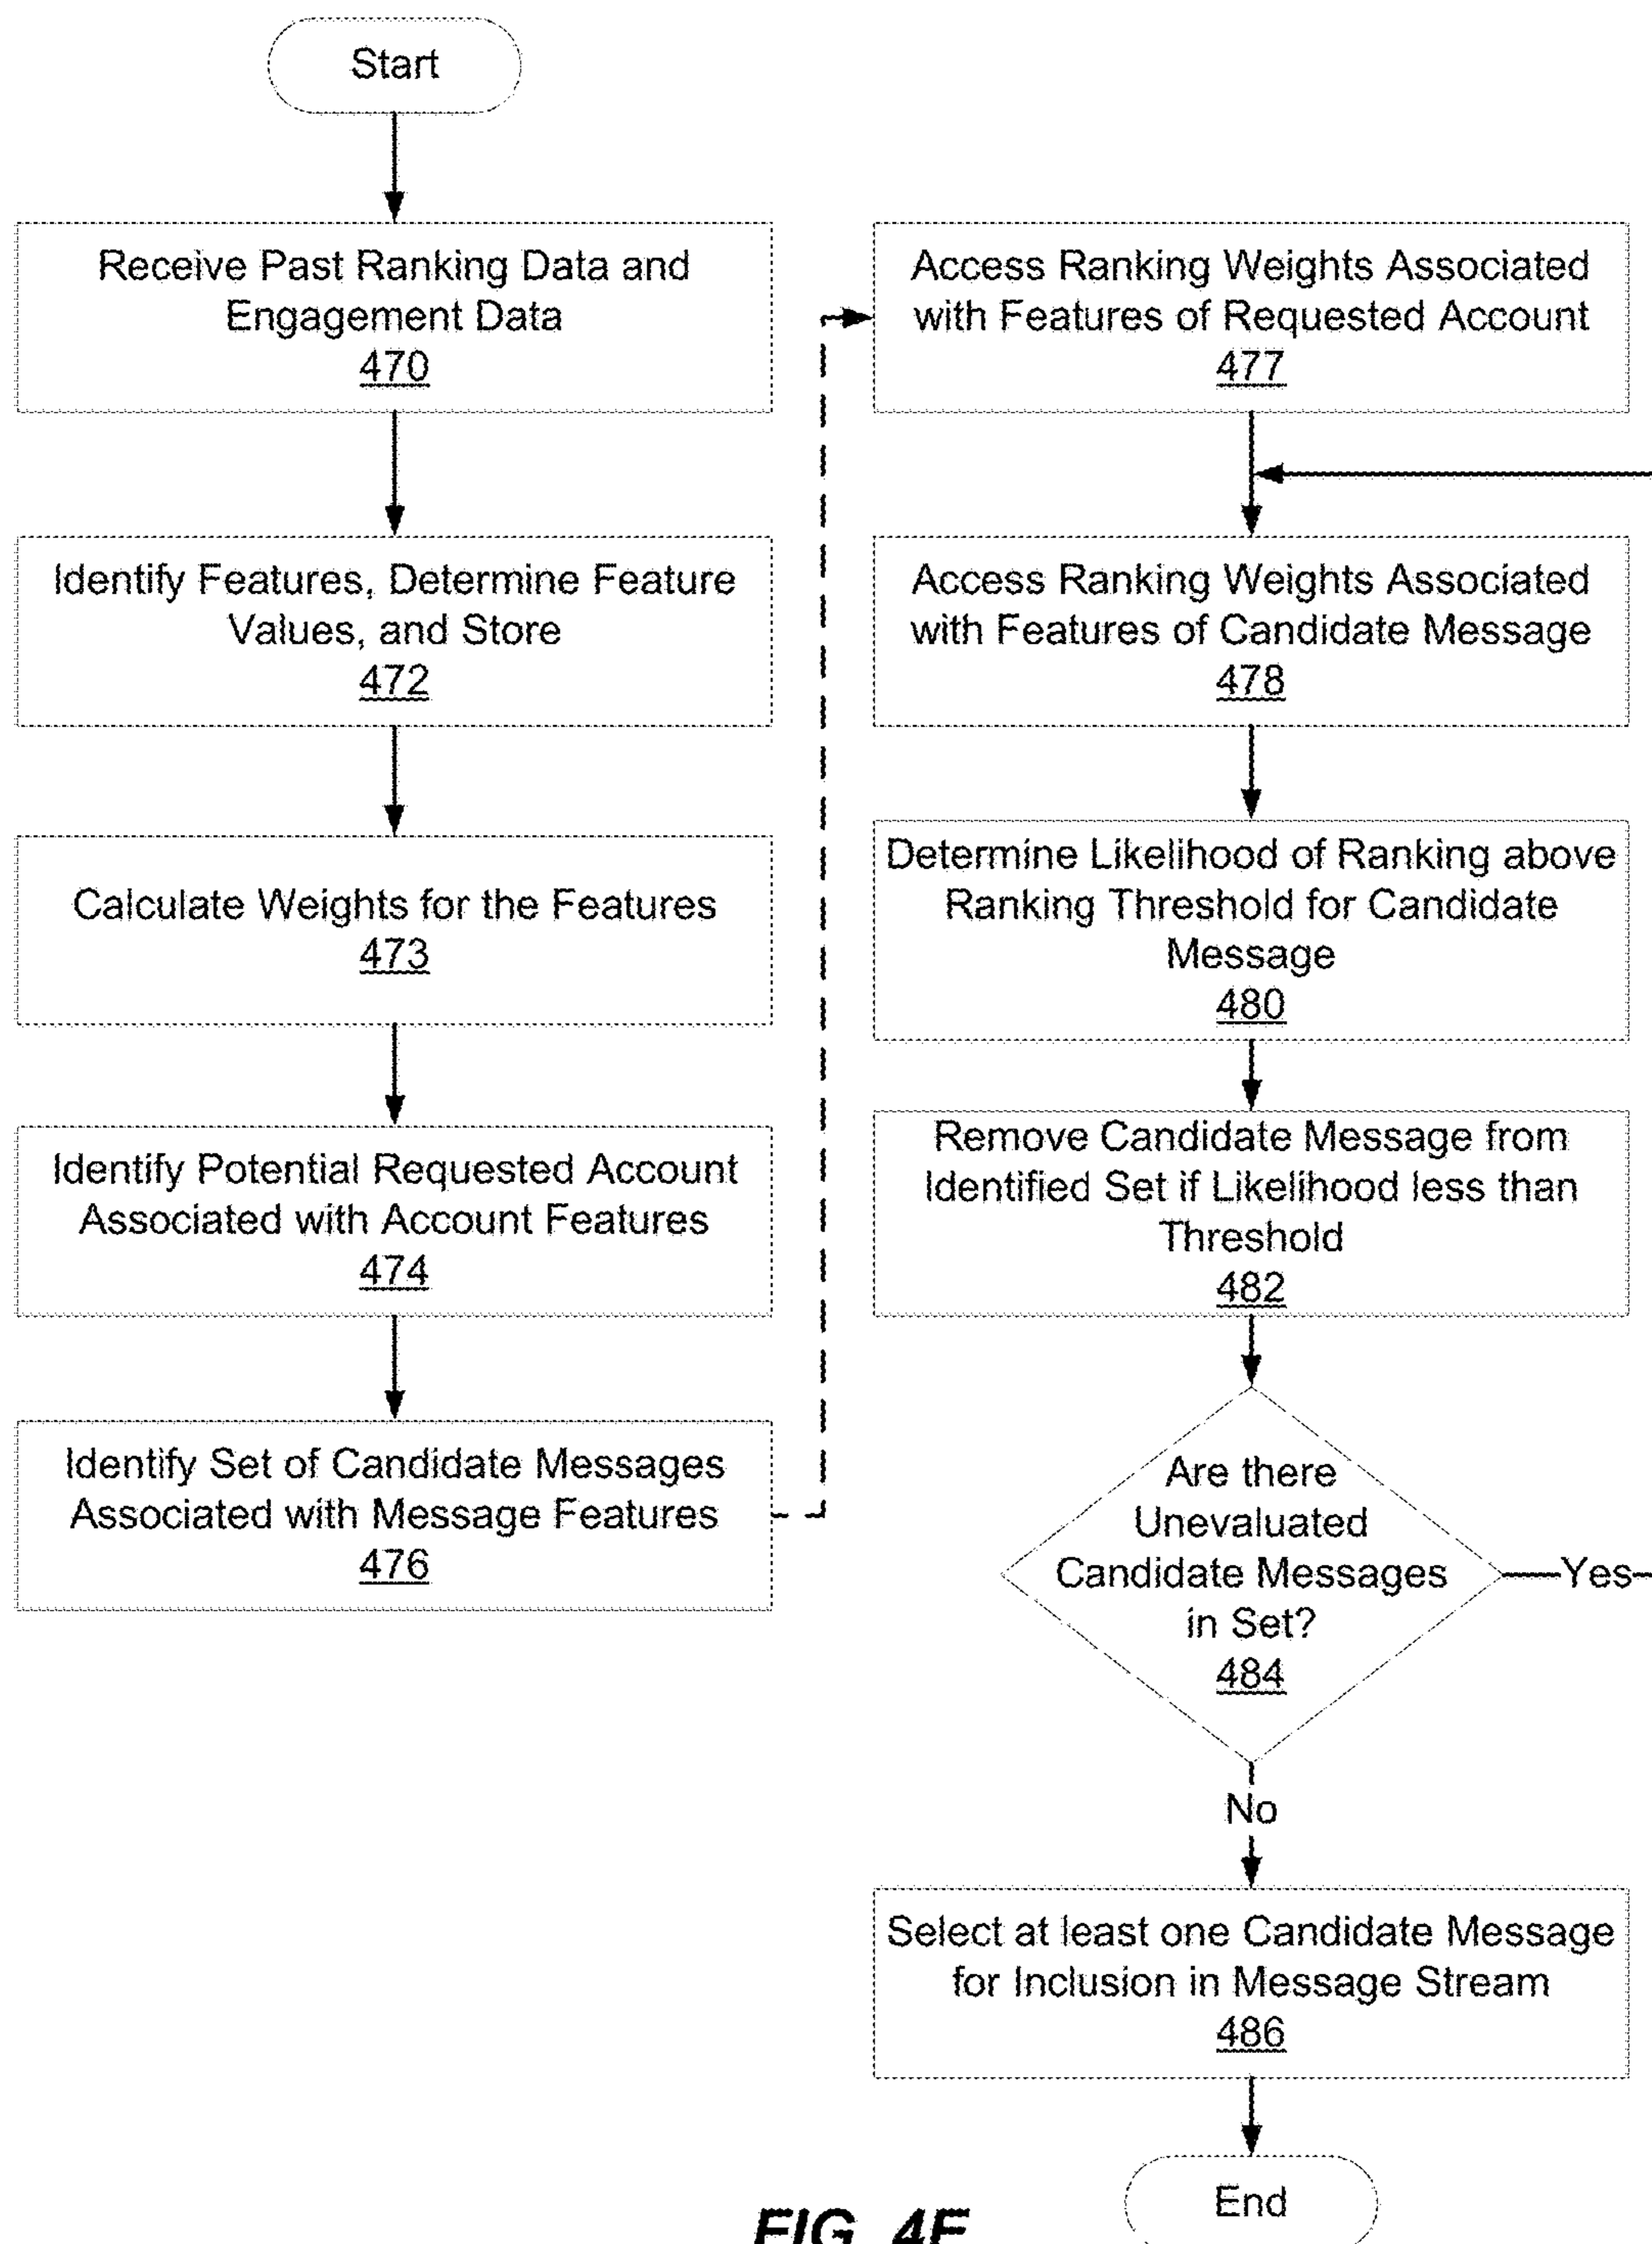 Start
Receive Past Ranking Data and
Engagement Data
470
Identify Features, Determine Feature
Values, and Store
472
Calculate Weights for the Features
473
Identify Potential Requested Account
Associated with Account Features
474
Identify Set of Candidate Messages
Associated with Message Features
476
Access Ranking Weights Associated
with Features of Requested Account
477
Access Ranking Weights Associated
with Features of Candidate Message
478
Determine Likelihood of Ranking above
Ranking Threshold for Candidate
Message
480
Remove Candidate Message from
Identified Set if Likelihood less than
Threshold
482
Are there
Unevaluated
Candidate Messages
in Set?
484
Yes
No
Select at least one Candidate Message
for Inclusion in Message Stream
486
End
FIG. 4E